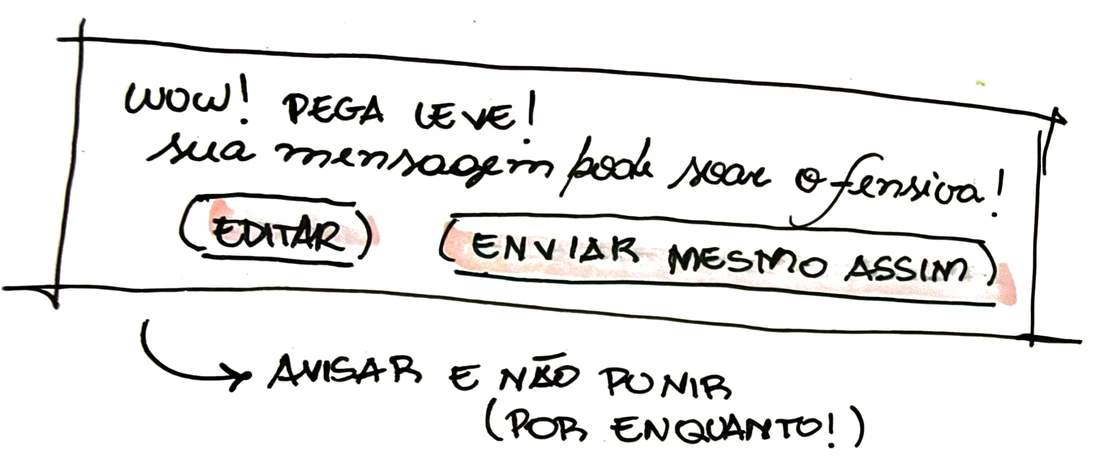 WOW! PEGA LEVE!
sua mensagem pode soar ofensiva!
(EDITAR) (ENVIAR MESMO ASSIM)
AVISAR E NÃO PUNIR
(POR ENQUANTO!)